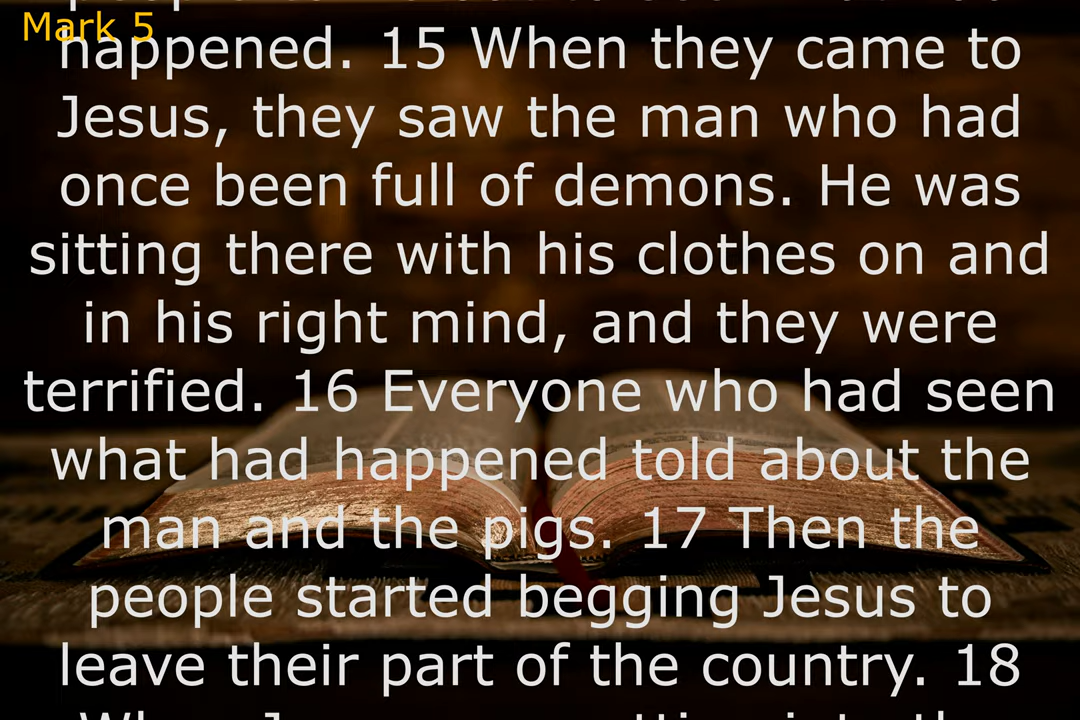 Mark 5
happened. 15 When they came to
Jesus, they saw the man who had
once been full of demons. He was
sitting there with his clothes on and
in his right mind, and they were
terrified. 16 Everyone who had seen
what had happened told about the
man and the pigs. 17 Then the
people started begging Jesus to
leave their part of the country. 18